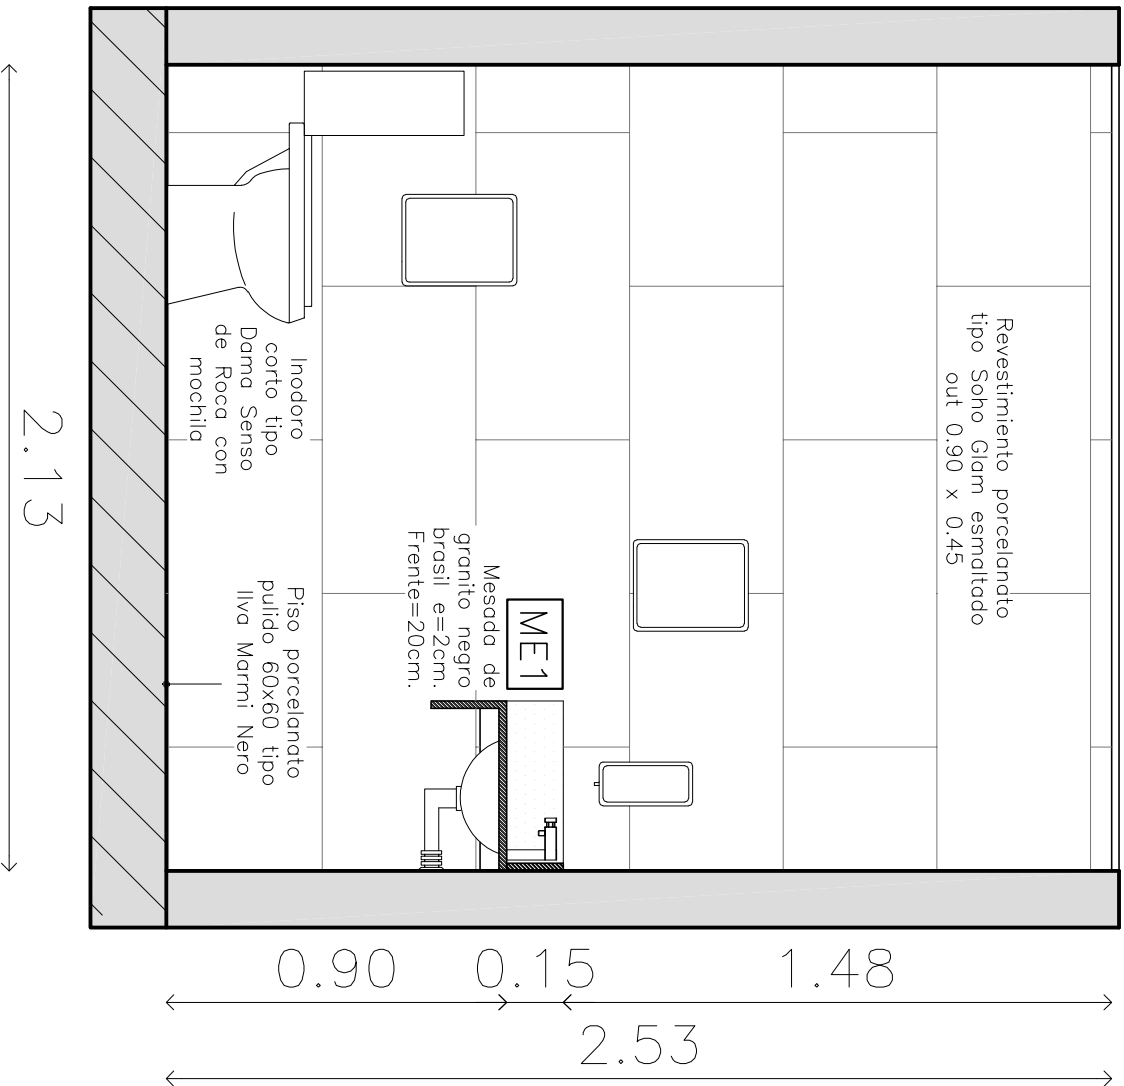 Revestimiento porcelanato
tipo Soho Glam esmaltado
out 0.90 x 0.45
Inodoro
corto tipo
Dama Senso
de Roca con
mochila
Mesada de
granito negro
brasil e=2cm.
Frente=20cm.
ME1
Piso porcelanato
pulido 60x60 tipo
Ilva Marmi Nero
2.13
0.90
0.15
1.48
2.53